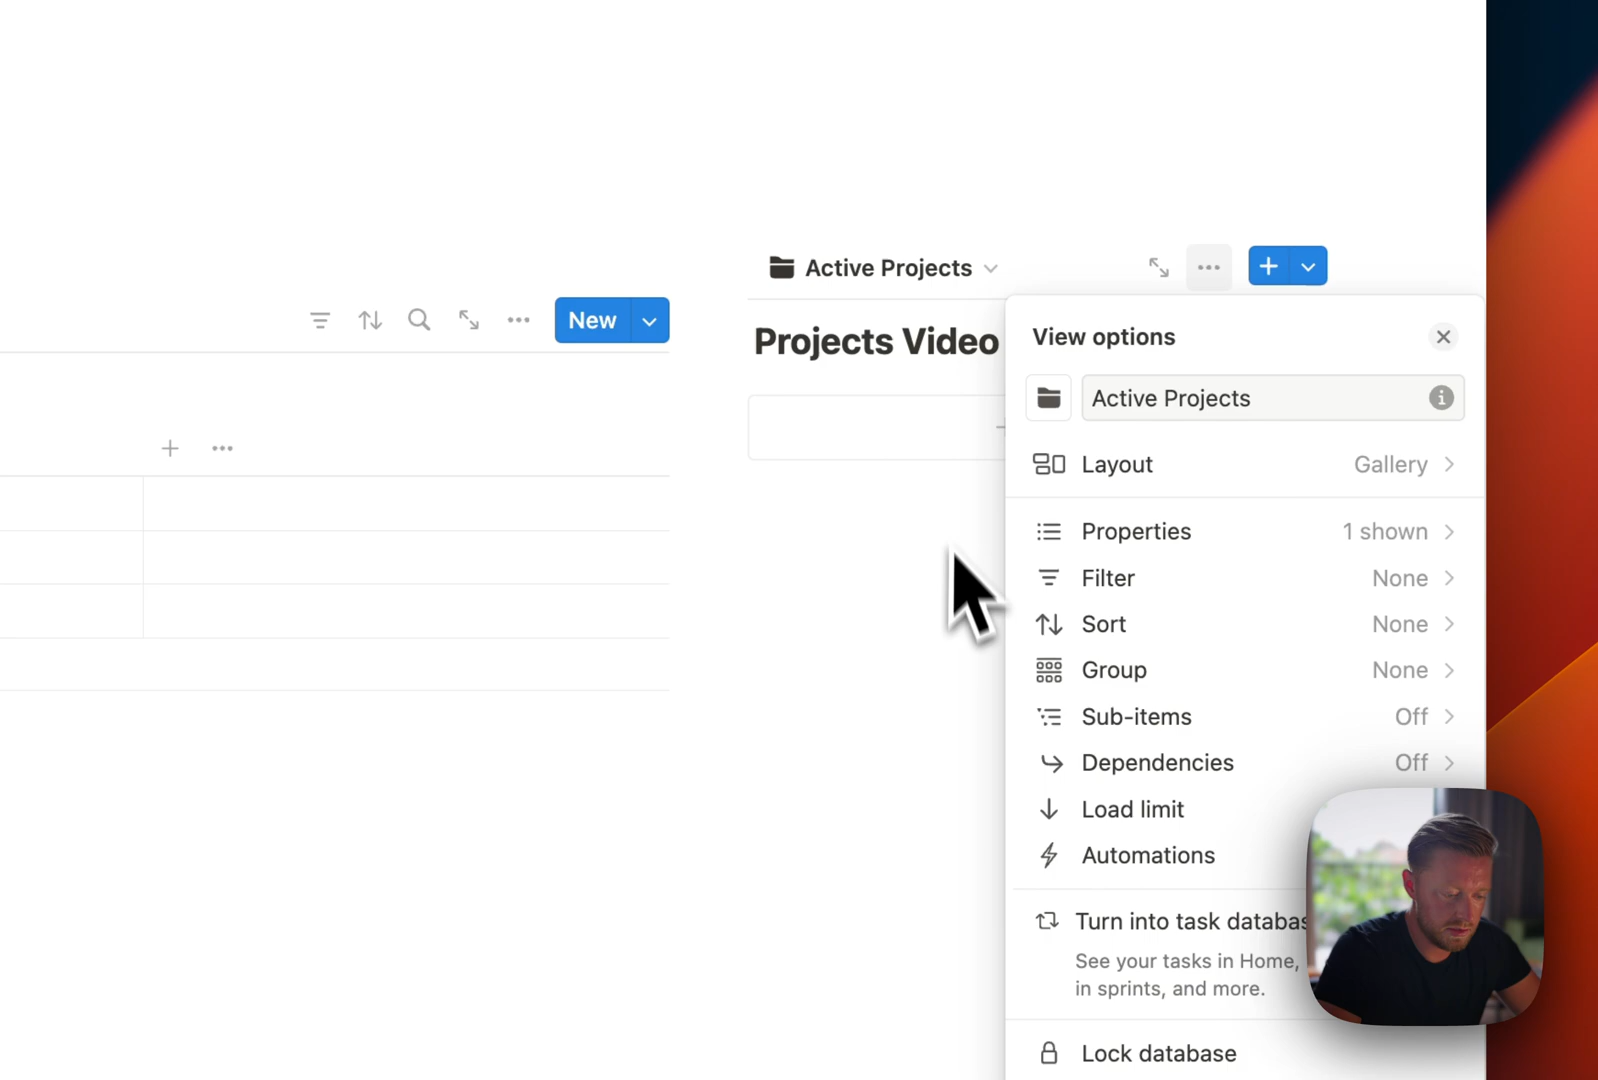 Active Projects
New
Projects Video
View options
Active Projects
Layout Gallery
Properties 1 shown
Filter None
Sort None
Group None
Sub-items Off
Dependencies Off
Load limit
Automations
Turn into task databas
See your tasks in Home,
in sprints, and more.
Lock database